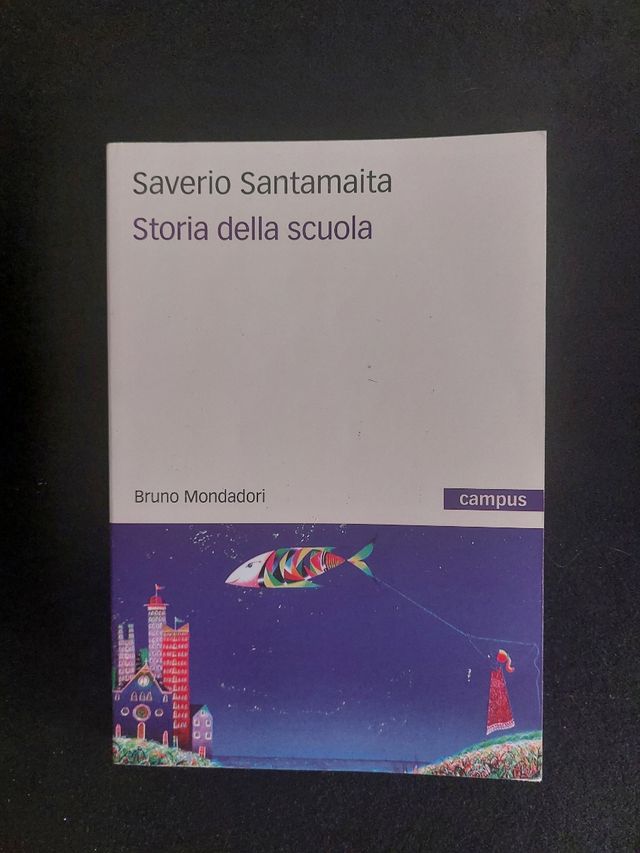 Saverio Santamaita
Storia della scuola
Bruno Mondadori
campus